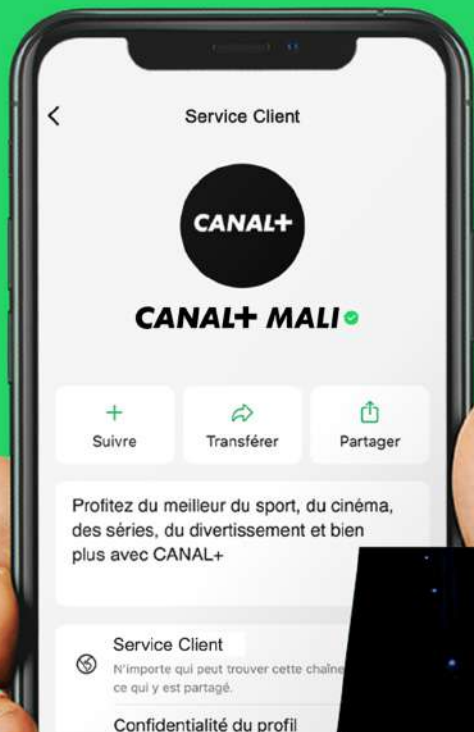 Service Client
CANAL+
CANAL+ MALI
Suivre
Transférer
Partager
Profitez du meilleur du sport, du cinéma,
des séries, du divertissement et bien
plus avec CANAL+
Service Client
N'importe qui peut trouver cette chaîne
ce qui y est partagé.
Confidentialité du profil